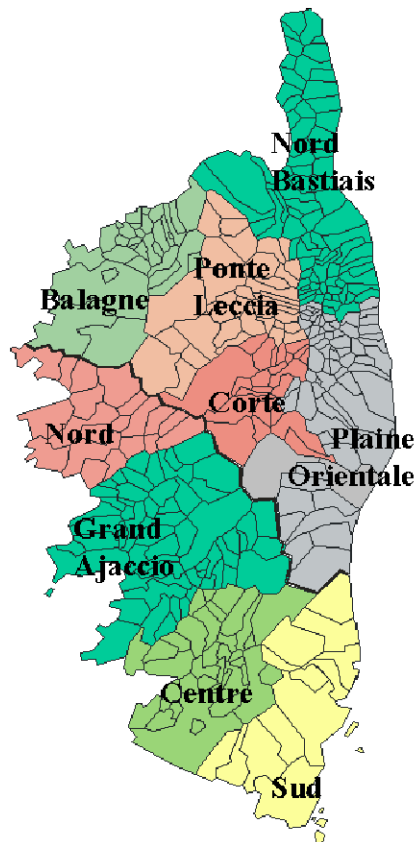 Nord
Bastiais
Ponte
Leccia
Balagne
Corte
Nord
Plaine
Orientale
Grand
Ajaccio
Centre
Sud